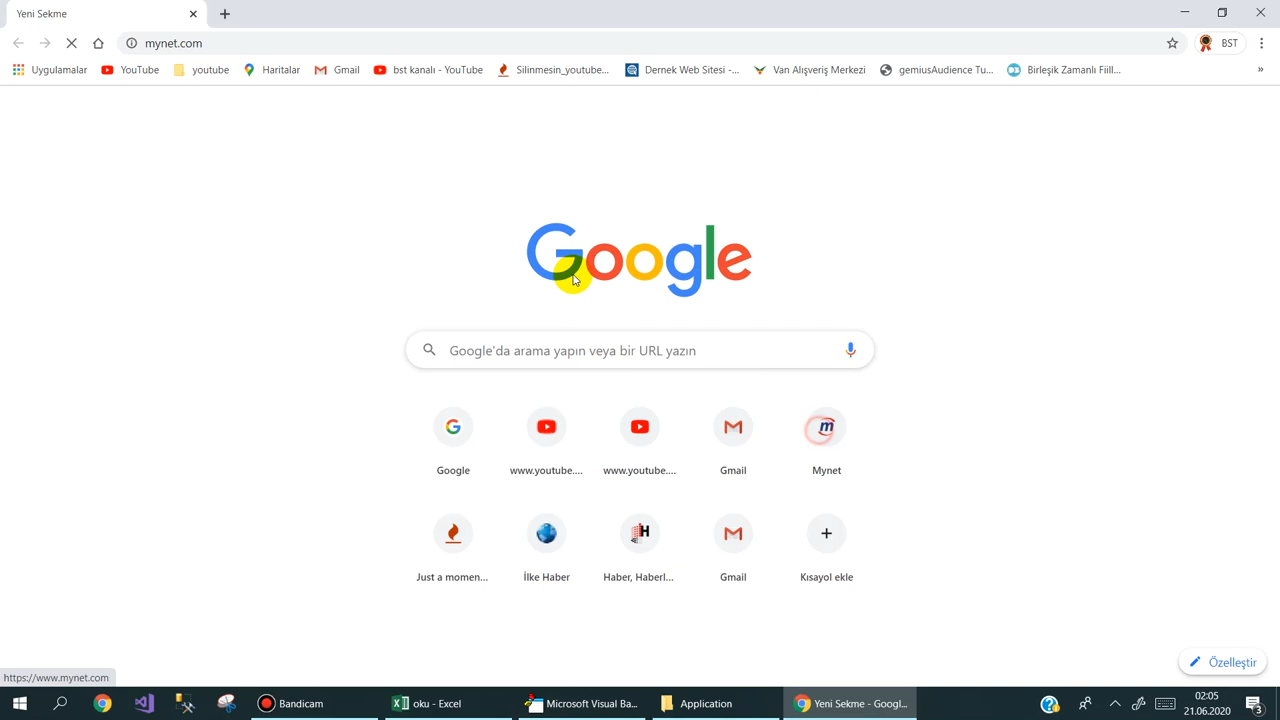 Yeni Sekme
mynet.com
BST
Uygulamalar YouTube youtube Haritalar Gmail bst kanalı - YouTube Silinmesin_youtube... Dernek Web Sitesi -... Van Alışveriş Merkezi gemiusAudience Tu... Birleşik Zamanlı Fiill... »
Google
Google'da arama yapın veya bir URL yazın
m
Google www.youtube.... www.youtube.... Gmail Mynet
H
Just a momen... İlke Haber Haber, Haberl... Gmail Kısayol ekle
Özelleştir
https://www.mynet.com
Bandicam oku - Excel Microsoft Visual Ba... Application Yeni Sekme - Googl... 02:05
21.06.2020 3